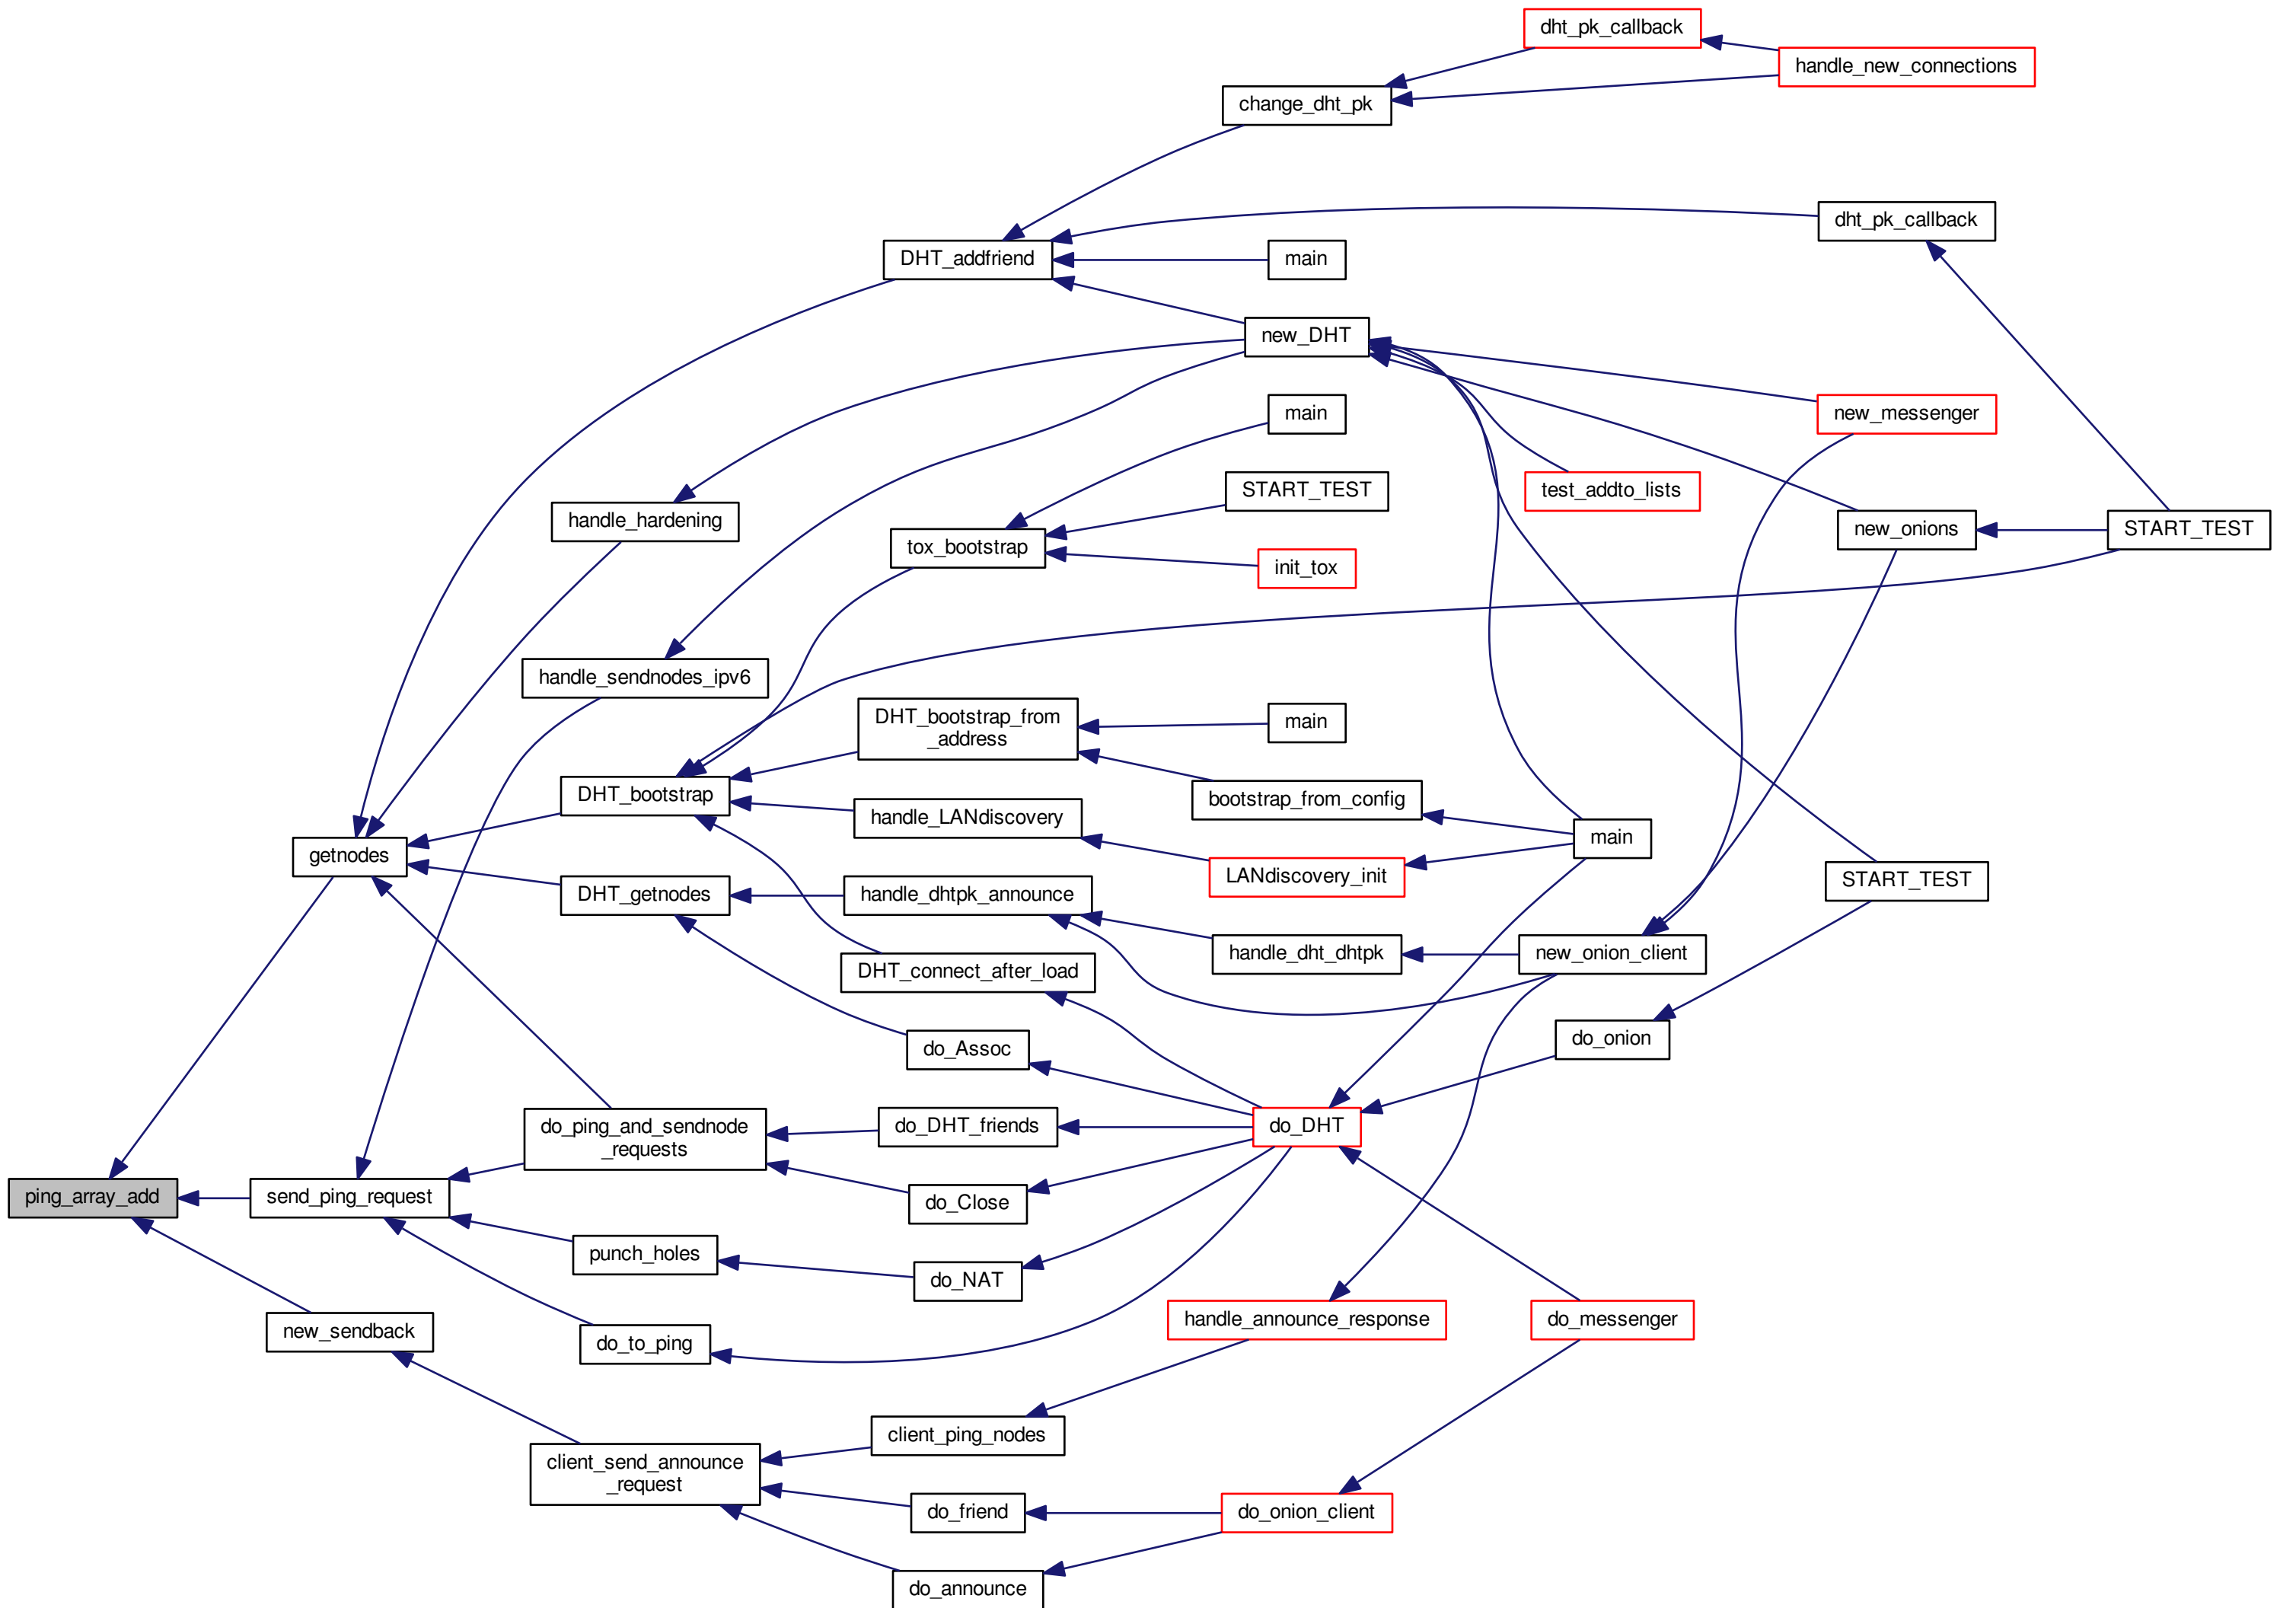 dht_pk_callback
handle_new_connections
change_dht_pk
dht_pk_callback
DHT_addfriend
main
new_DHT
main
new_messenger
START_TEST
test_addto_lists
handle_hardening
new_onions
START_TEST
tox_bootstrap
init_tox
handle_sendnodes_ipv6
DHT_bootstrap_from
_address
main
DHT_bootstrap
bootstrap_from_config
handle_LANdiscovery
main
getnodes
LANdiscovery_init
START_TEST
DHT_getnodes
handle_dhtpk_announce
handle_dht_dhtpk
new_onion_client
DHT_connect_after_load
do_onion
do_Assoc
do_ping_and_sendnode
_requests
do_DHT_friends
do_DHT
ping_array_add
send_ping_request
do_Close
punch_holes
do_NAT
new_sendback
do_to_ping
handle_announce_response
do_messenger
client_ping_nodes
client_send_announce
_request
do_friend
do_onion_client
do_announce